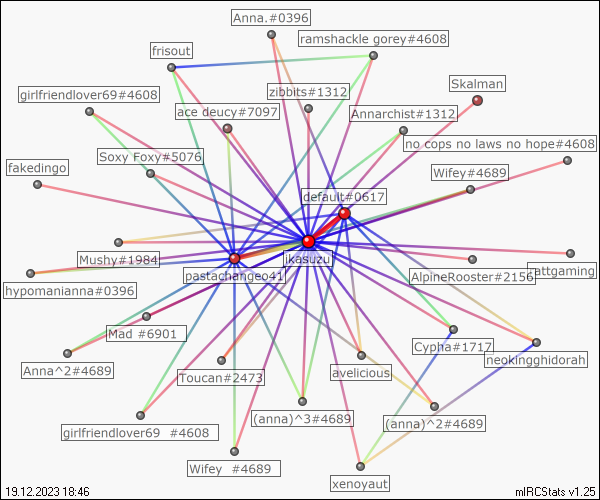 Anna.#0396
ramshackle gorey#4608
frisout
Skalman
zibbits#1312
girlfriendlover69#4608
ace deucy#7097
Annarchist#1312
no cops no laws no hope#4608
Soxy Foxy#5076
fakedingo
Wifey#4689
default#0617
Mushy#1984
ikasuzu
rattgaming
AlpineRooster#2156
pastachangeo41
hypomanianna#0396
Mad #6901
Cypha#1717
neokingghidorah
Anna^2#4689
Toucan#2473
avelicious
(anna)^3#4689
(anna)^2#4689
girlfriendlover69  #4608
Wifey  #4689
xenoyaut
19.12.2023 18:46
mIRCStats v1.25